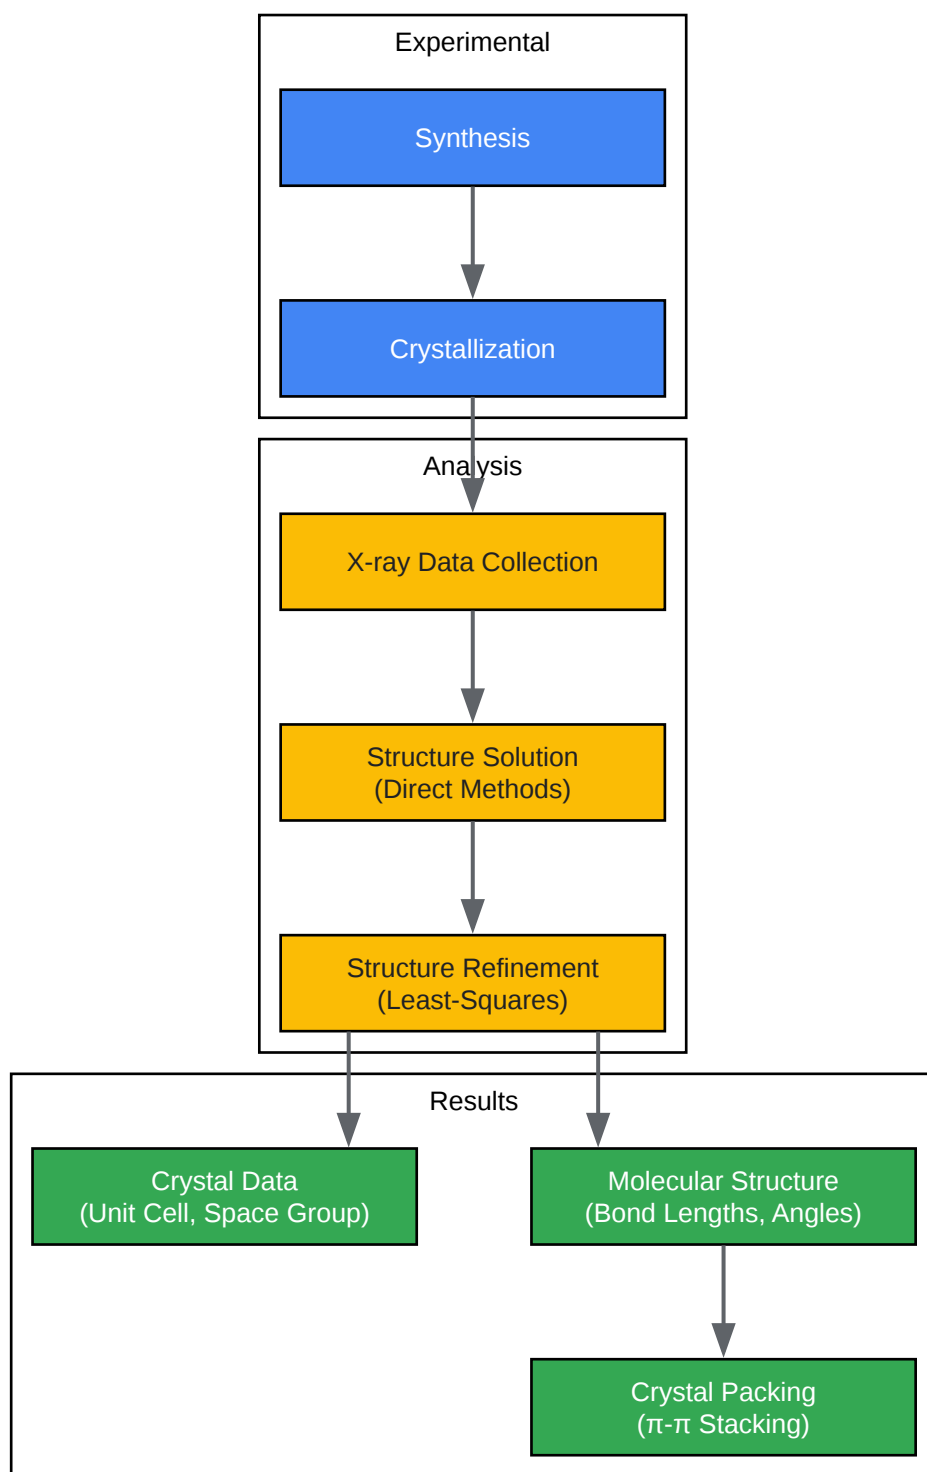 Experimental
Synthesis
Crystallization
Analysis
X-ray Data Collection
Structure Solution
(Direct Methods)
Structure Refinement
(Least-Squares)
Results
Crystal Data
(Unit Cell, Space Group)
Molecular Structure
(Bond Lengths, Angles)
Crystal Packing
(π-π Stacking)